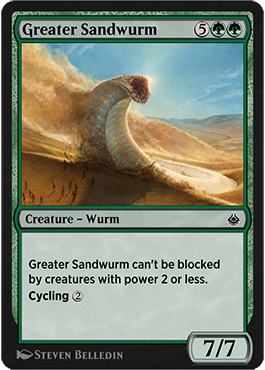 Greater Sandwurm 5
Creature – Wurm
Greater Sandwurm can't be blocked
by creatures with power 2 or less.
Cycling 2
7/7
Steven Belledin